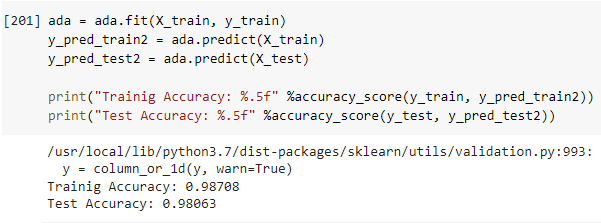 [201] ada = ada.fit(X_train, y_train)
y_pred_train2 = ada.predict(X_train)
y_pred_test2 = ada.predict(X_test)
print("Trainig Accuracy: %.5f" %accuracy_score(y_train, y_pred_train2))
print("Test Accuracy: %.5f" %accuracy_score(y_test, y_pred_test2))
/usr/local/lib/python3.7/dist-packages/sklearn/utils/validation.py:993:
y = column_or_1d(y, warn=True)
Trainig Accuracy: 0.98708
Test Accuracy: 0.98063